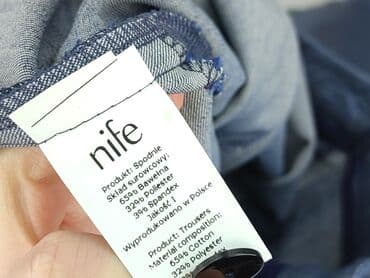 nife
Produkt: Spodnie
Skład surowcowy:
65% Bawełna
32% Poliester
3% Spandex
Jakość I
Wyprodukowano w Polsce
Product: Trousers
Material composition:
65% Cotton
32% Polyester